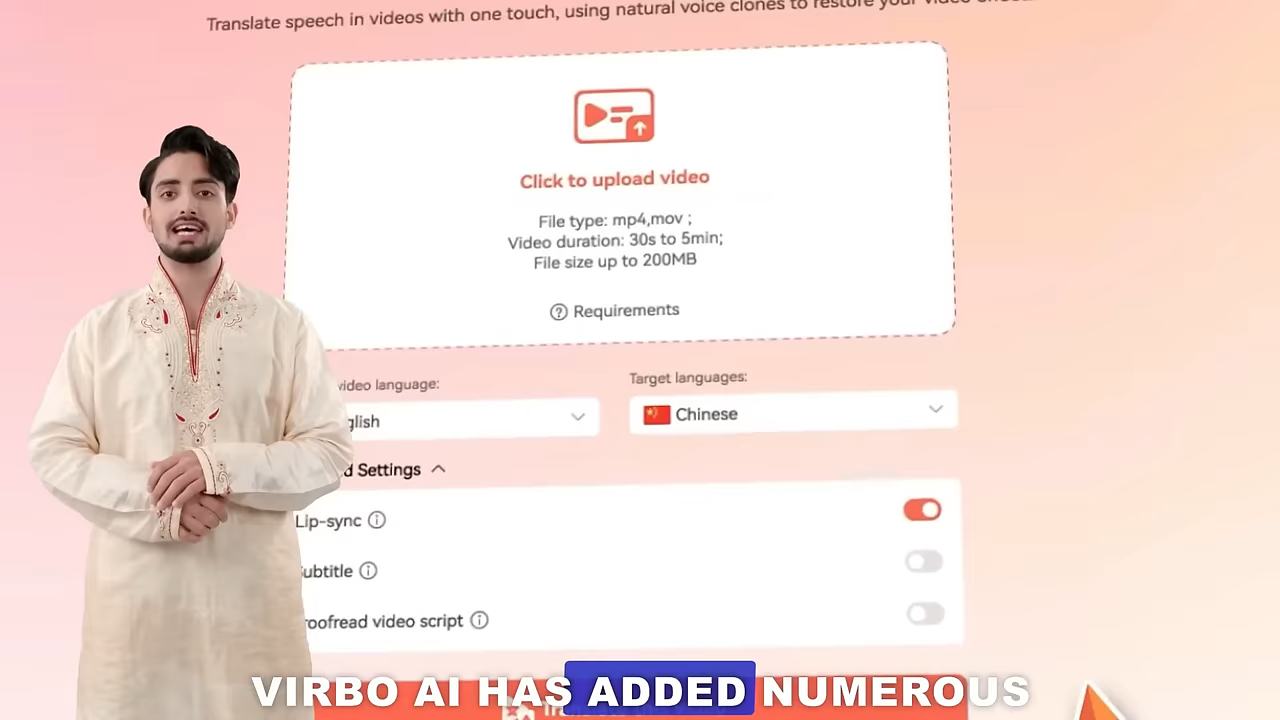 Translate speech in videos with one touch, using natural voice clones to restore your video
Click to upload video
File type: mp4,mov ;
Video duration: 30s to 5min;
File size up to 200MB
Requirements
video language:
Target languages:
glish
Chinese
d Settings
Lip-sync
ubtitle
roofread video script
VIRBO AI HAS ADDED NUMEROUS